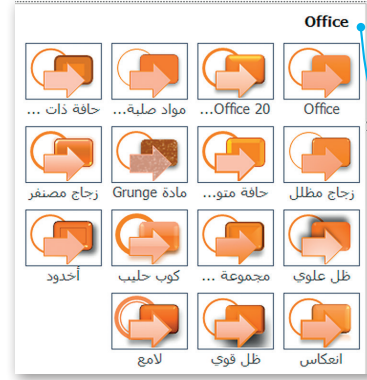 Office
Office
Office 20...
مواد صلبة...
حافة ذات ...
زجاج مظلل
حافة متو...
مادة Grunge
زجاج مصنفر
ظل علوي
مجموعة ...
كوب حليب
أخدود
انعكاس
ظل قوي
لامع